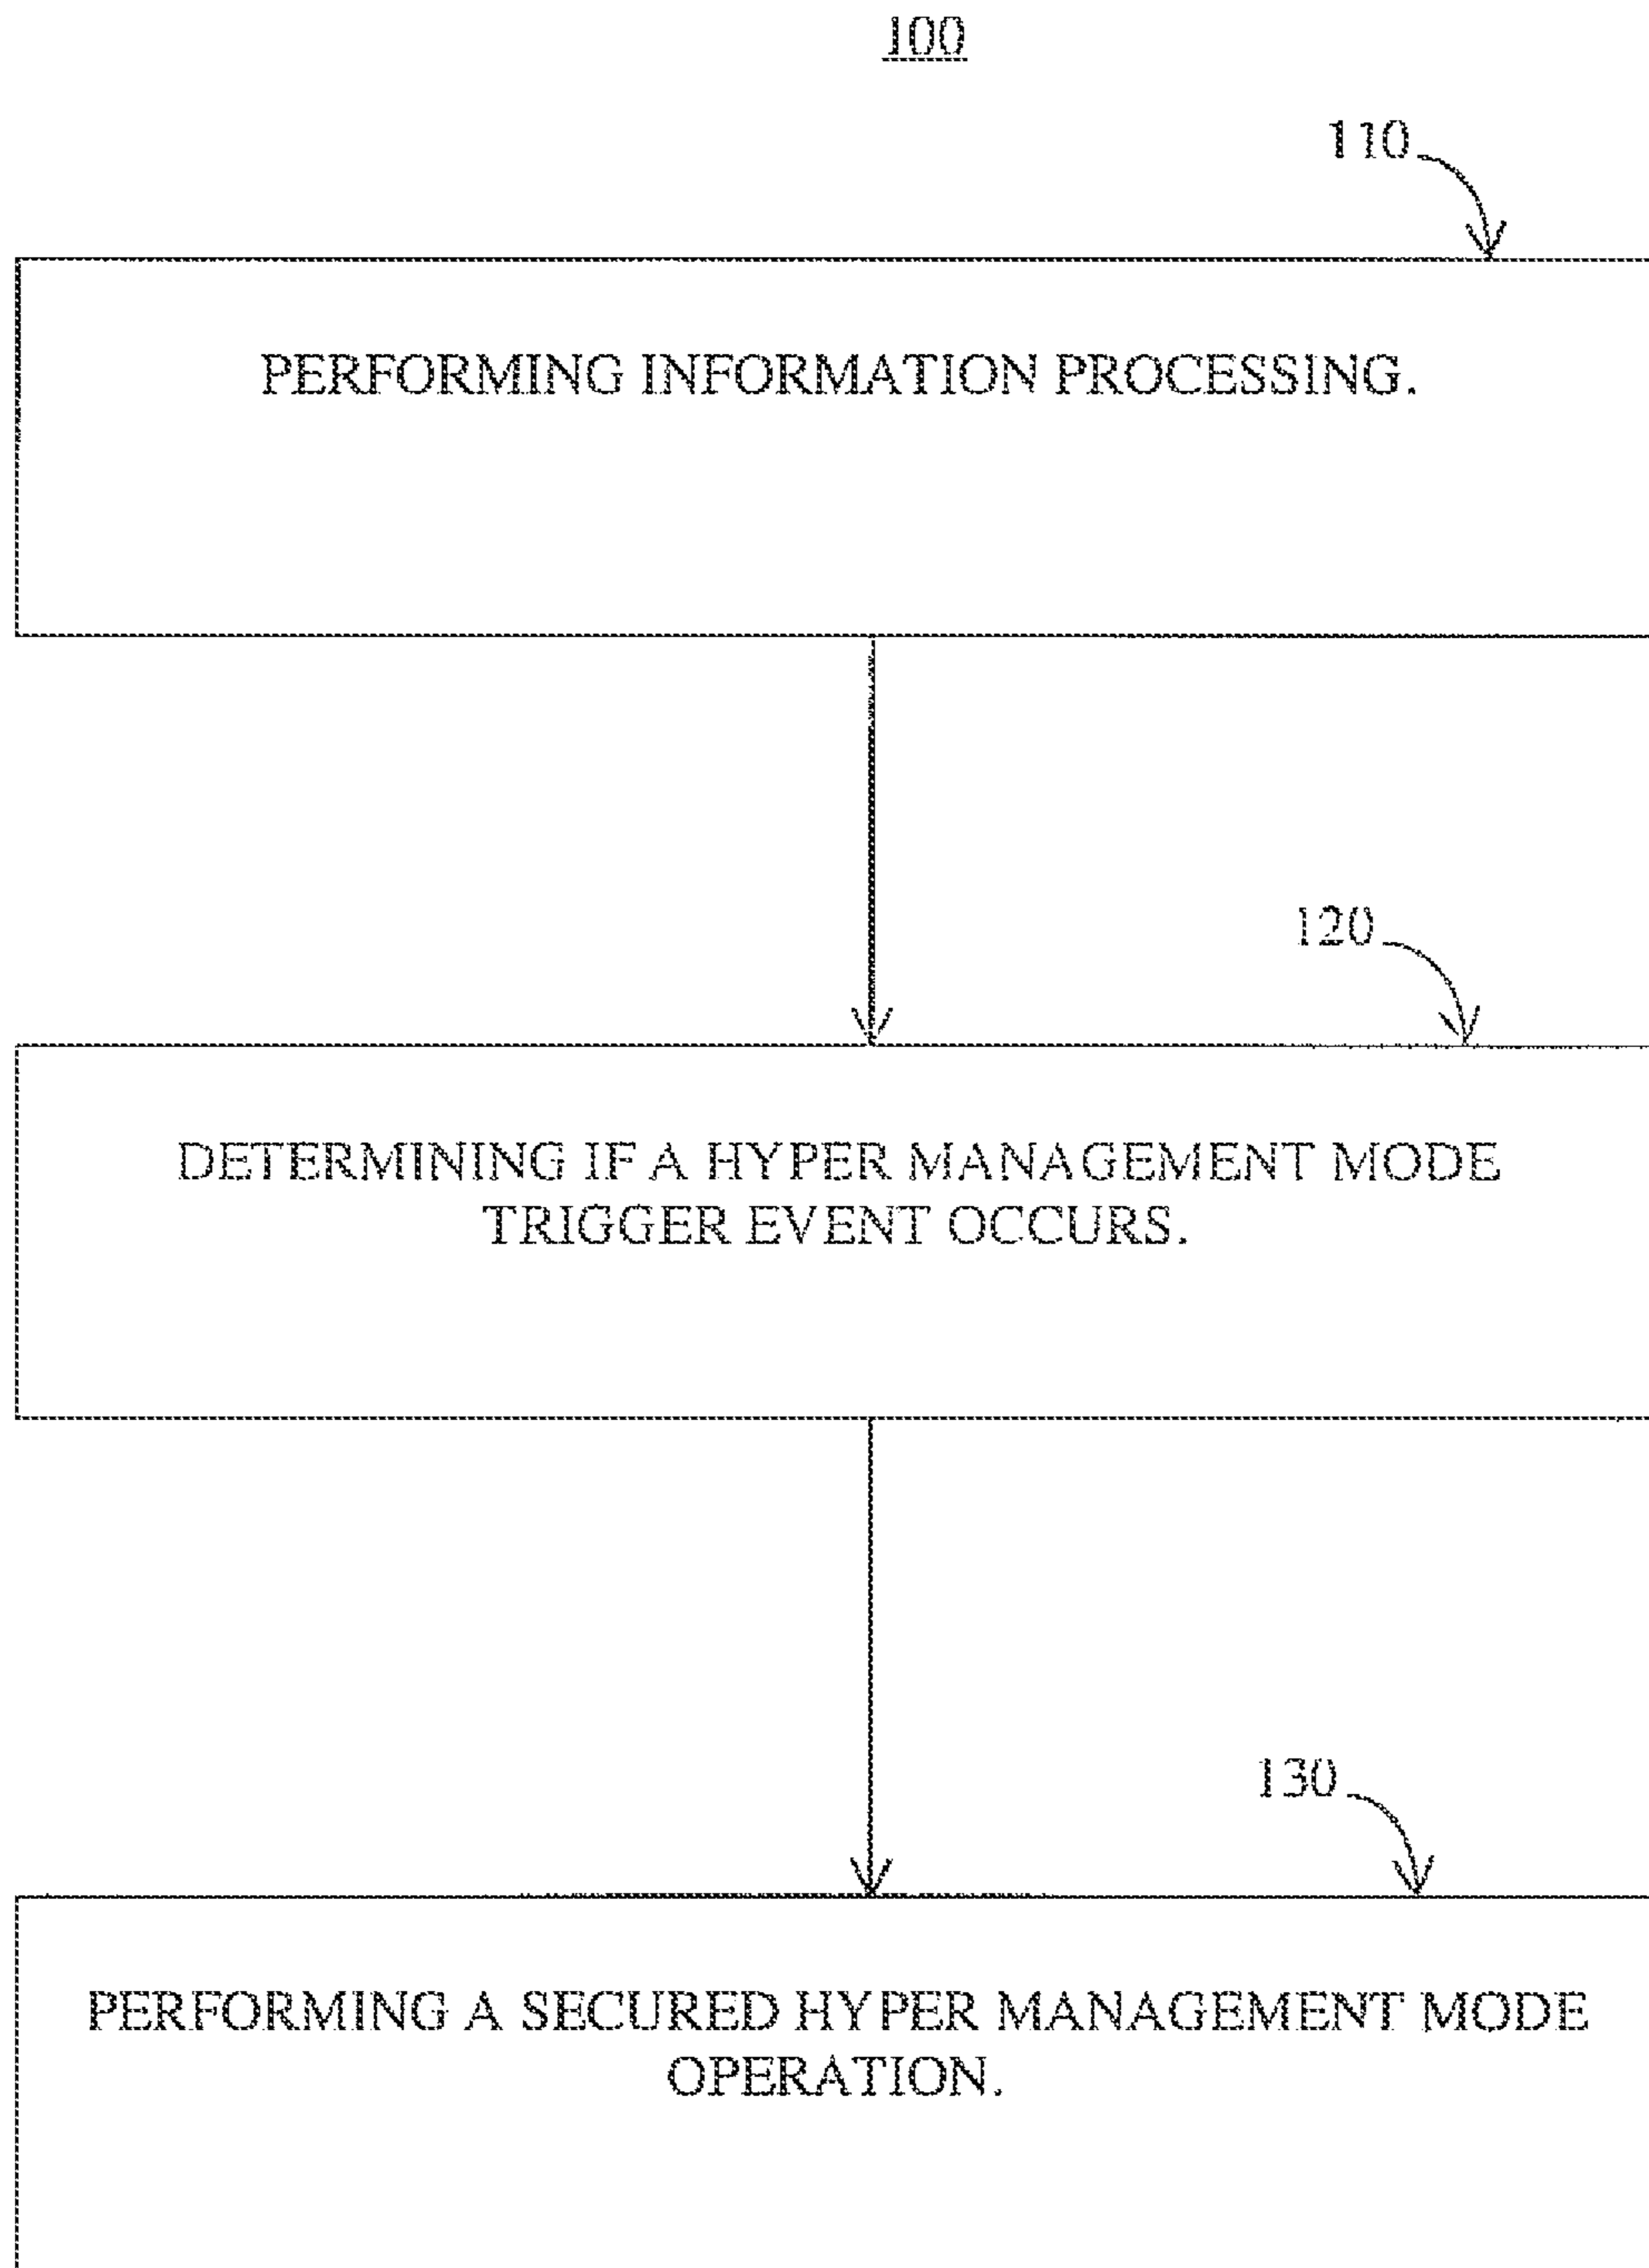 100
110
PERFORMING INFORMATION PROCESSING.
120
DETERMINING IF A HYPER MANAGEMENT MODE
TRIGGER EVENT OCCURS.
130
PERFORMING A SECURED HYPER MANAGEMENT MODE
OPERATION.